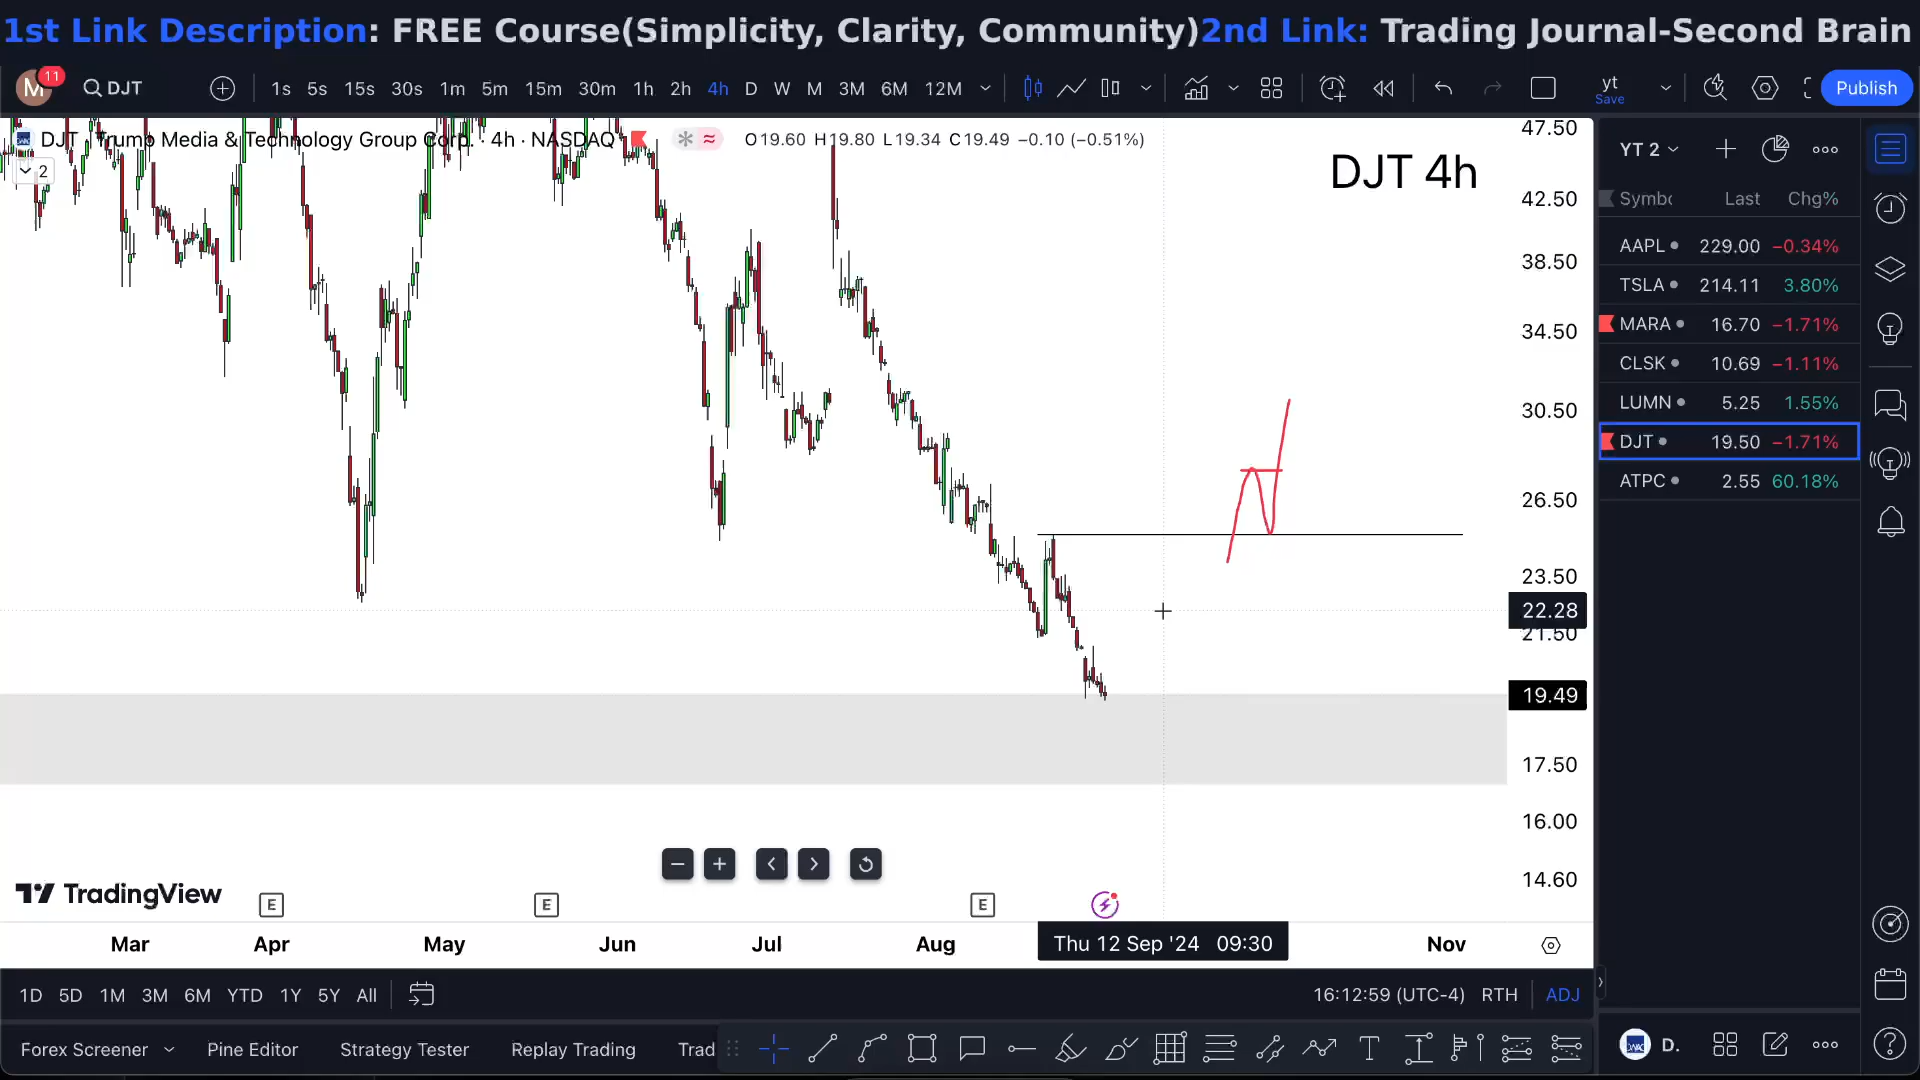 1st Link Description: FREE Course(Simplicity, Clarity, Community)2nd Link: Trading Journal-Second Brain
M 11 DJT 1s 5s 15s 30s 1m 5m 15m 30m 1h 2h 4h D W M 3M 6M 12M yt Save Publish
DJT · Trump Media & Technology Group Corp. · 4h · NASDAQ O19.60 H19.80 L19.34 C19.49 −0.10 (−0.51%)
2
DJT 4h
47.50
42.50
38.50
34.50
30.50
26.50
23.50
22.28
21.50
19.49
17.50
16.00
14.60
YT 2
Symbo Last Chg%
AAPL 229.00 −0.34%
TSLA 214.11 3.80%
MARA 16.70 −1.71%
CLSK 10.69 −1.11%
LUMN 5.25 1.55%
DJT 19.50 −1.71%
ATPC 2.55 60.18%
TradingView
E E E
Mar Apr May Jun Jul Aug Thu 12 Sep '24 09:30 Nov
1D 5D 1M 3M 6M YTD 1Y 5Y All 16:12:59 (UTC-4) RTH ADJ
Forex Screener Pine Editor Strategy Tester Replay Trading Trad
D.